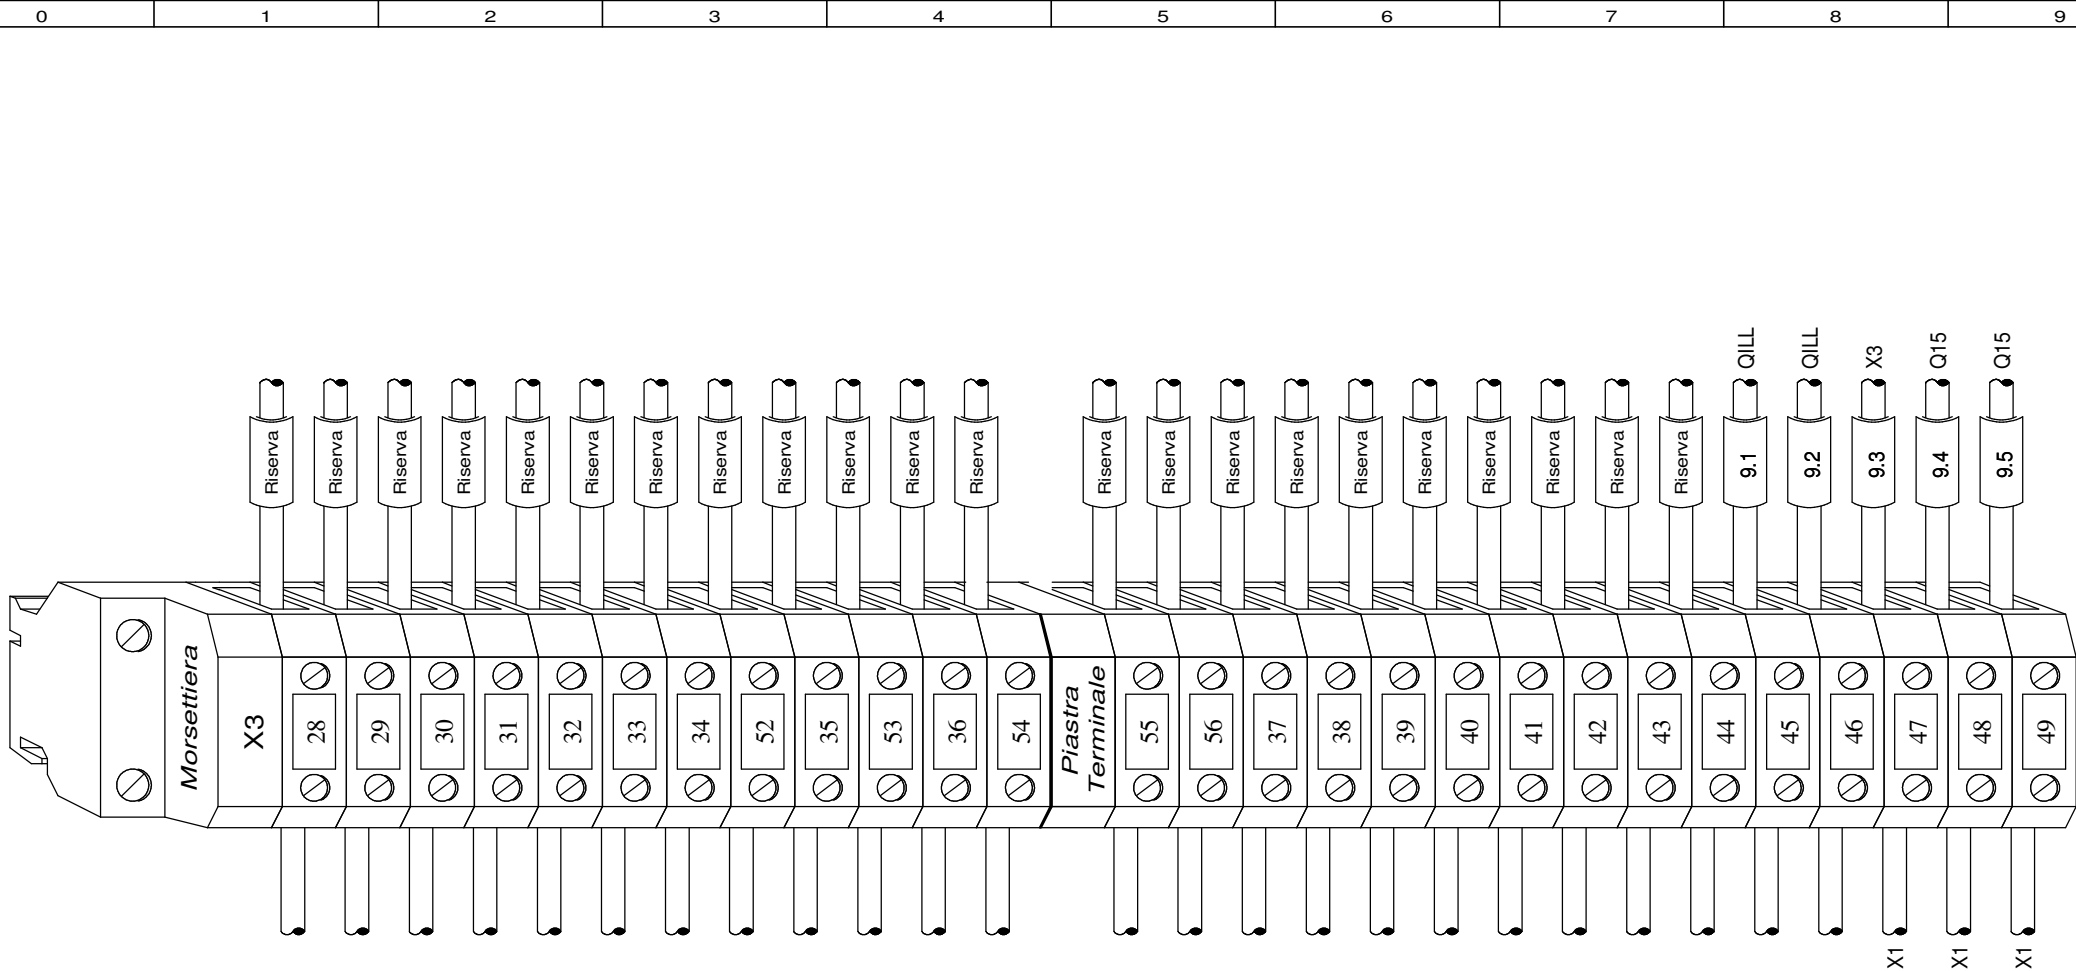 0 1 2 3 4 5 6 7 8 9
QILL QILL X3 Q15 Q15
Riserva Riserva Riserva Riserva Riserva Riserva Riserva Riserva Riserva Riserva Riserva Riserva Riserva Riserva Riserva Riserva Riserva Riserva Riserva Riserva Riserva Riserva 9.1 9.2 9.3 9.4 9.5
Morsettiera
X3
28 29 30 31 32 33 34 52 35 53 36 54
Piastra
Terminale
55 56 37 38 39 40 41 42 43 44 45 46 47 48 49
X1 X1 X1